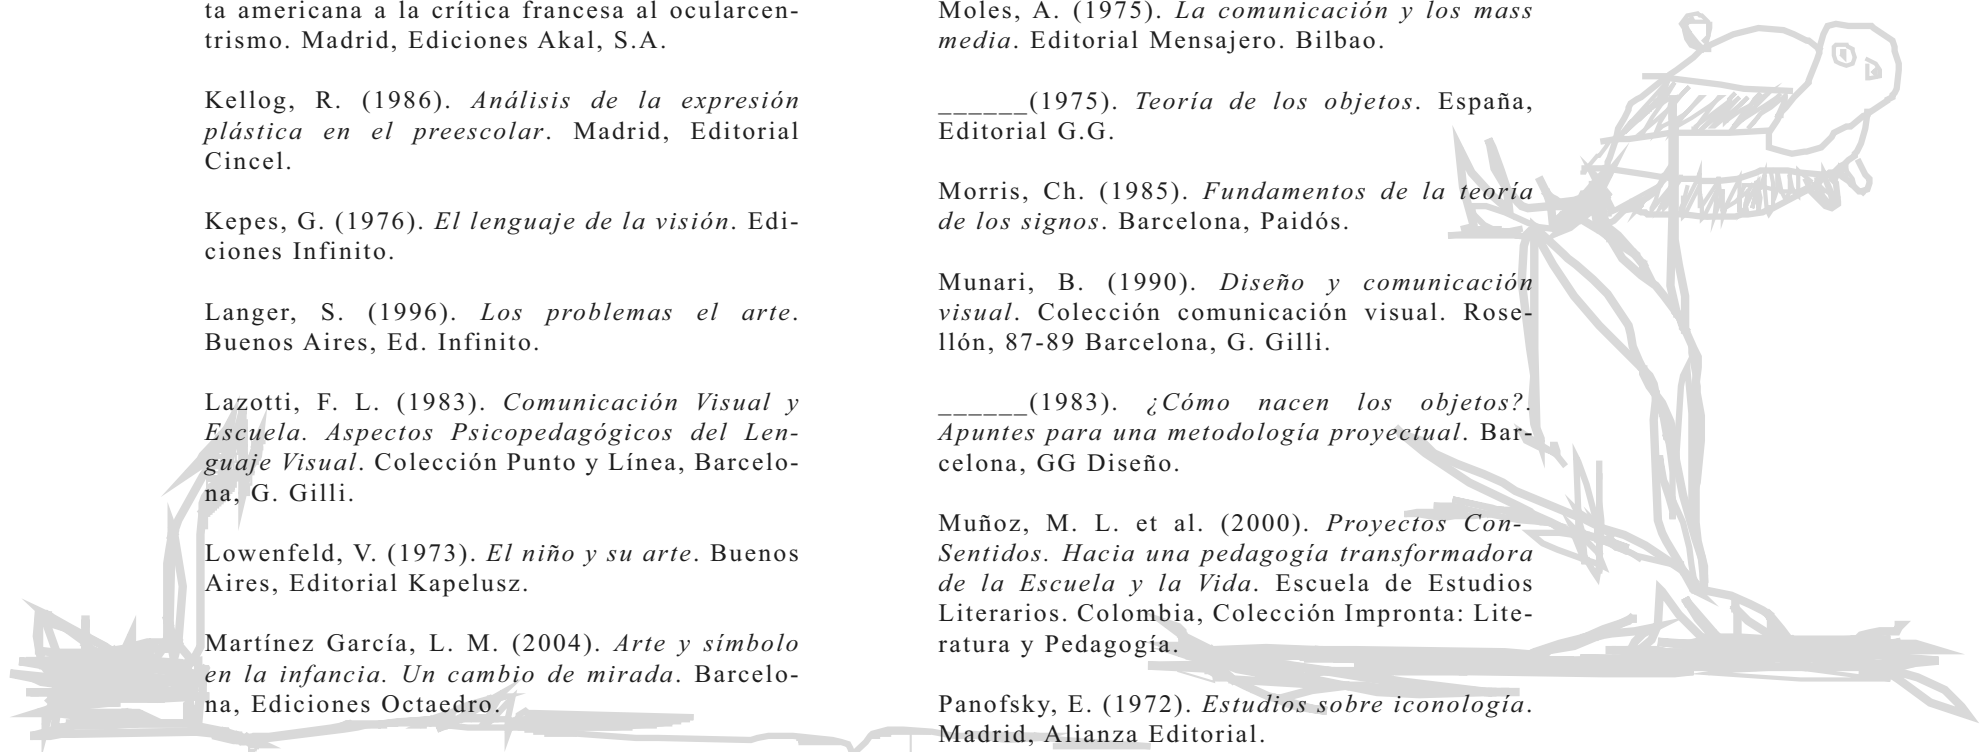 ta americana a la crítica francesa al ocularcen-
trismo. Madrid, Ediciones Akal, S.A.
Kellog, R. (1986). Análisis de la expresión
plástica en el preescolar. Madrid, Editorial
Cincel.
Kepes, G. (1976). El lenguaje de la visión. Edi-
ciones Infinito.
Langer, S. (1996). Los problemas el arte.
Buenos Aires, Ed. Infinito.
Lazotti, F. L. (1983). Comunicación Visual y
Escuela. Aspectos Psicopedagógicos del Len-
guaje Visual. Colección Punto y Línea, Barcelo-
na, G. Gilli.
Lowenfeld, V. (1973). El niño y su arte. Buenos
Aires, Editorial Kapelusz.
Martínez García, L. M. (2004). Arte y símbolo
en la infancia. Un cambio de mirada. Barcelo-
na, Ediciones Octaedro.
Moles, A. (1975). La comunicación y los mass
media. Editorial Mensajero. Bilbao.
______(1975). Teoría de los objetos. España,
Editorial G.G.
Morris, Ch. (1985). Fundamentos de la teoría
de los signos. Barcelona, Paidós.
Munari, B. (1990). Diseño y comunicación
visual. Colección comunicación visual. Rose-
llón, 87-89 Barcelona, G. Gilli.
______(1983). ¿Cómo nacen los objetos?.
Apuntes para una metodología proyectual. Bar-
celona, GG Diseño.
Muñoz, M. L. et al. (2000). Proyectos Con-
Sentidos. Hacia una pedagogía transformadora
de la Escuela y la Vida. Escuela de Estudios
Literarios. Colombia, Colección Impronta: Lite-
ratura y Pedagogía.
Panofsky, E. (1972). Estudios sobre iconología.
Madrid, Alianza Editorial.